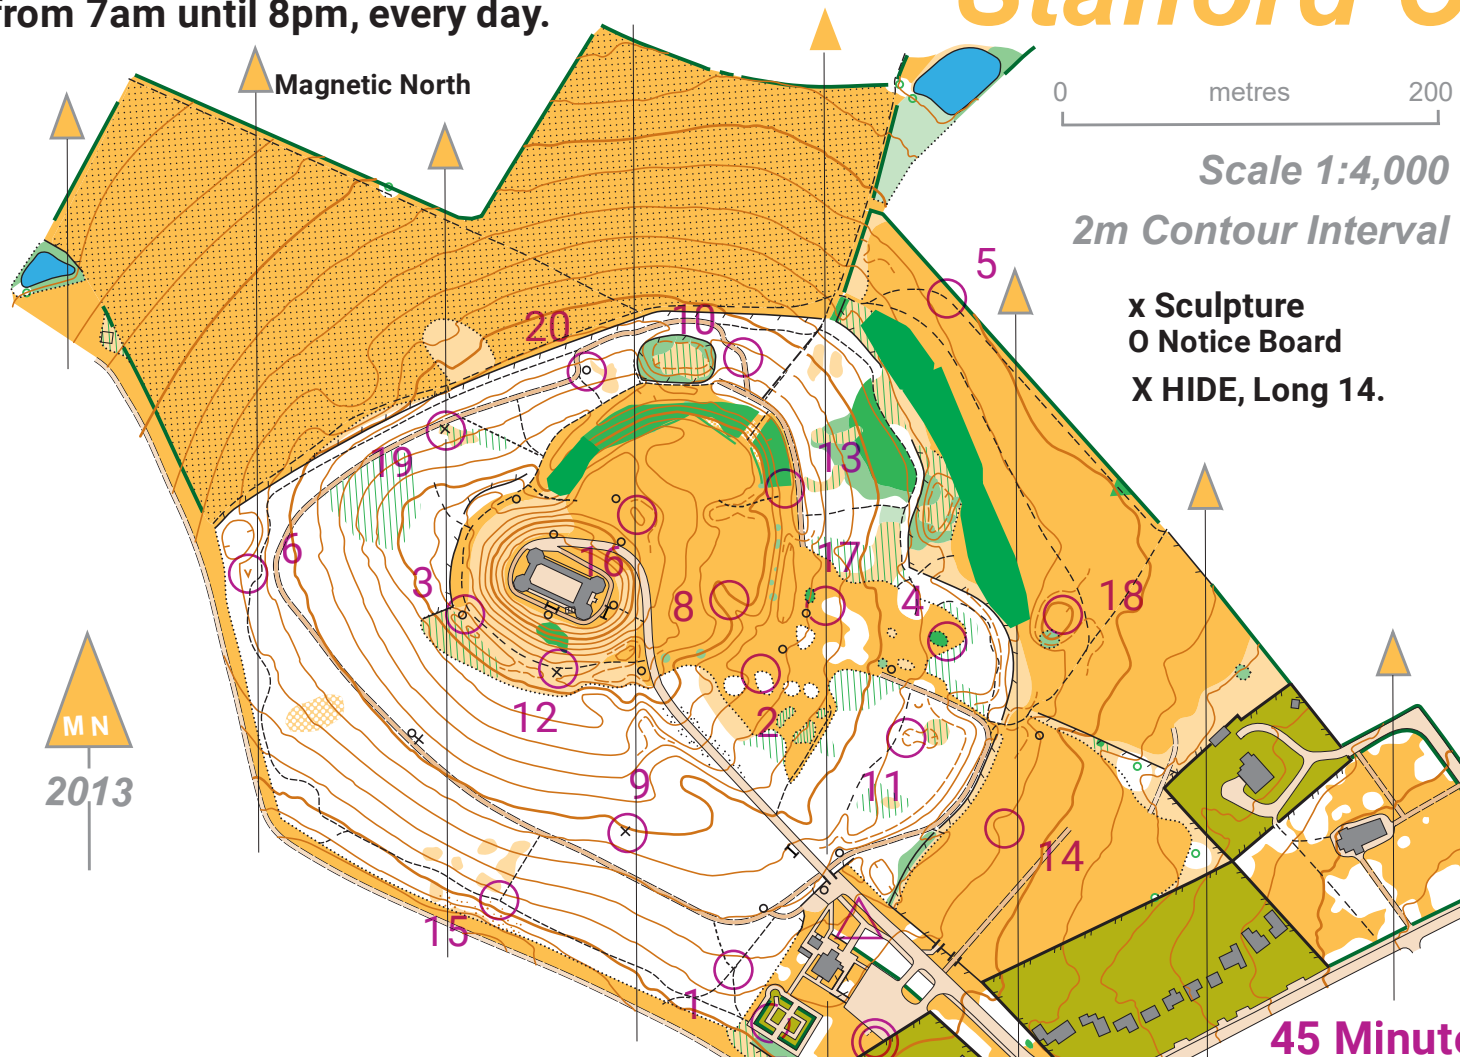 from 7am until 8pm, every day.
Stafford
Magnetic North
0 metres 200
Scale 1:4,000
2m Contour Interval
x Sculpture
O Notice Board
X HIDE, Long 14.
5
20
10
19
13
6
3
16
17
8
4
18
12
2
9
11
14
15
1
M N
2013
45 Minute